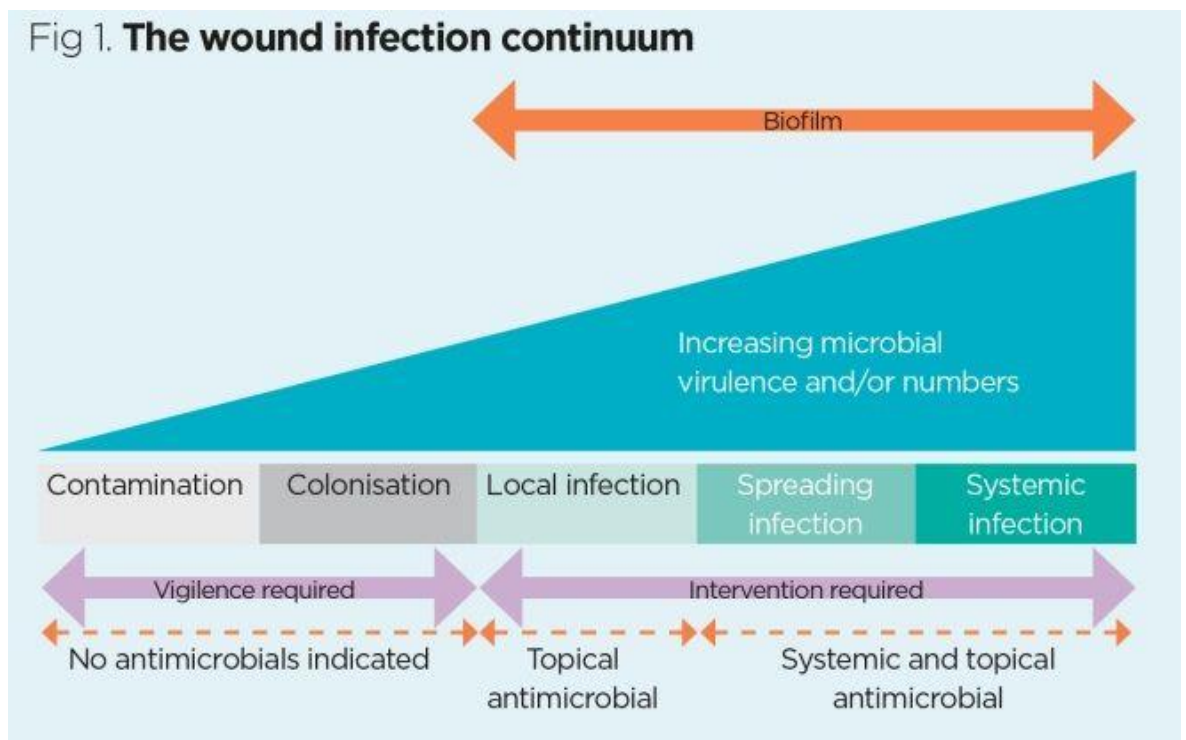 Fig 1. The wound infection continuum
Biofilm
Increasing microbial
virulence and/or numbers
Contamination
Colonisation
Local infection
Spreading
infection
Systemic
infection
Vigilence required
Intervention required
No antimicrobials indicated
Topical
antimicrobial
Systemic and topical
antimicrobial